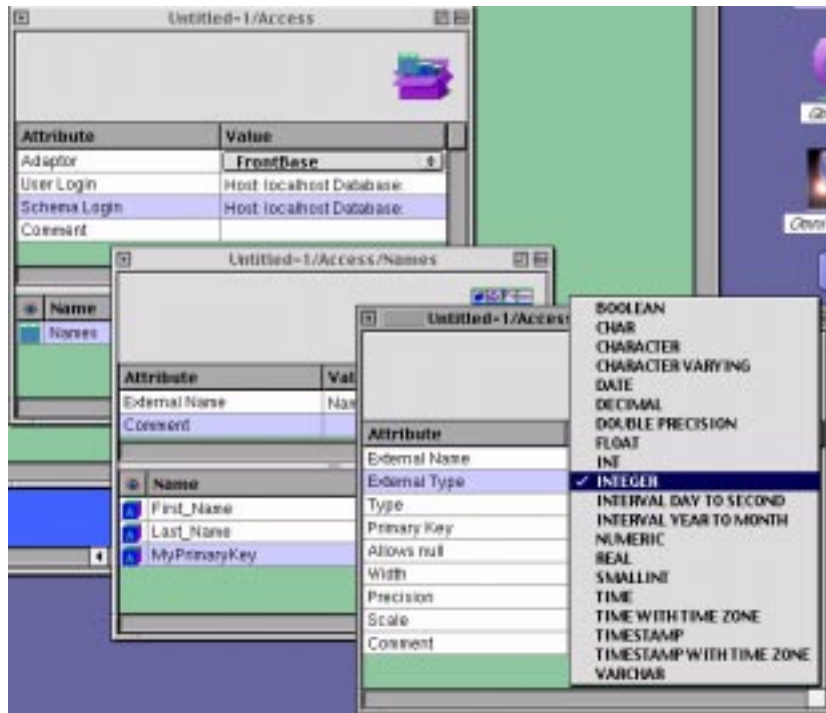 Untitled-1/Access
Attribute Value
Adaptor FrontBase
User Login Host: localhost Database:
Schema Login Host: localhost Database:
Comment
Name
Names
Untitled-1/Access/Names
Attribute Val
External Name Nam
Comment
Name
First_Name
Last_Name
MyPrimaryKey
Untitled-1/Access
Attribute
External Name
External Type
Type
Primary Key
Allows null
Width
Precision
Scale
Comment
BOOLEAN
CHAR
CHARACTER
CHARACTER VARYING
DATE
DECIMAL
DOUBLE PRECISION
FLOAT
INT
✓ INTEGER
INTERVAL DAY TO SECOND
INTERVAL YEAR TO MONTH
NUMERIC
REAL
SMALLINT
TIME
TIME WITH TIME ZONE
TIMESTAMP
TIMESTAMP WITH TIME ZONE
VARCHAR